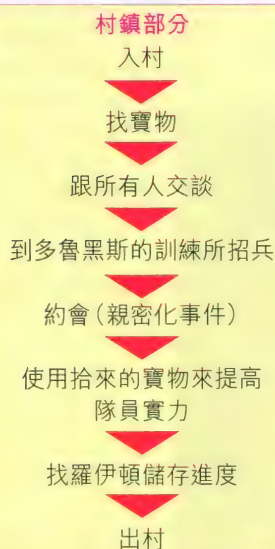 村鎮部分
入村
找寶物
跟所有人交談
到多魯黑斯的訓練所招兵
約會(親密化事件)
使用拾來的寶物來提高
隊員實力
找羅伊頓儲存進度
出村